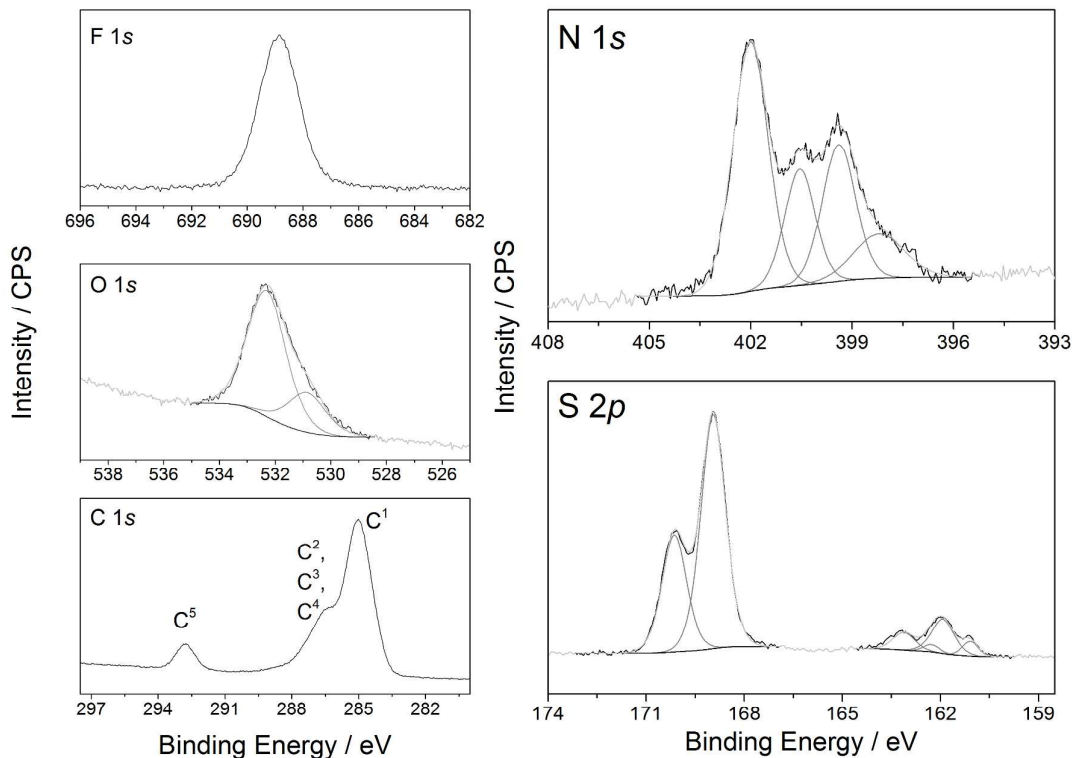 F 1s
696 694 692 690 688 686 684 682
O 1s
538 536 534 532 530 528 526
C 1s
C¹
C²,
C³,
C⁴
C⁵
297 294 291 288 285 282
Binding Energy / eV
Intensity / CPS
N 1s
408 405 402 399 396 393
S 2p
174 171 168 165 162 159
Binding Energy / eV
Intensity / CPS